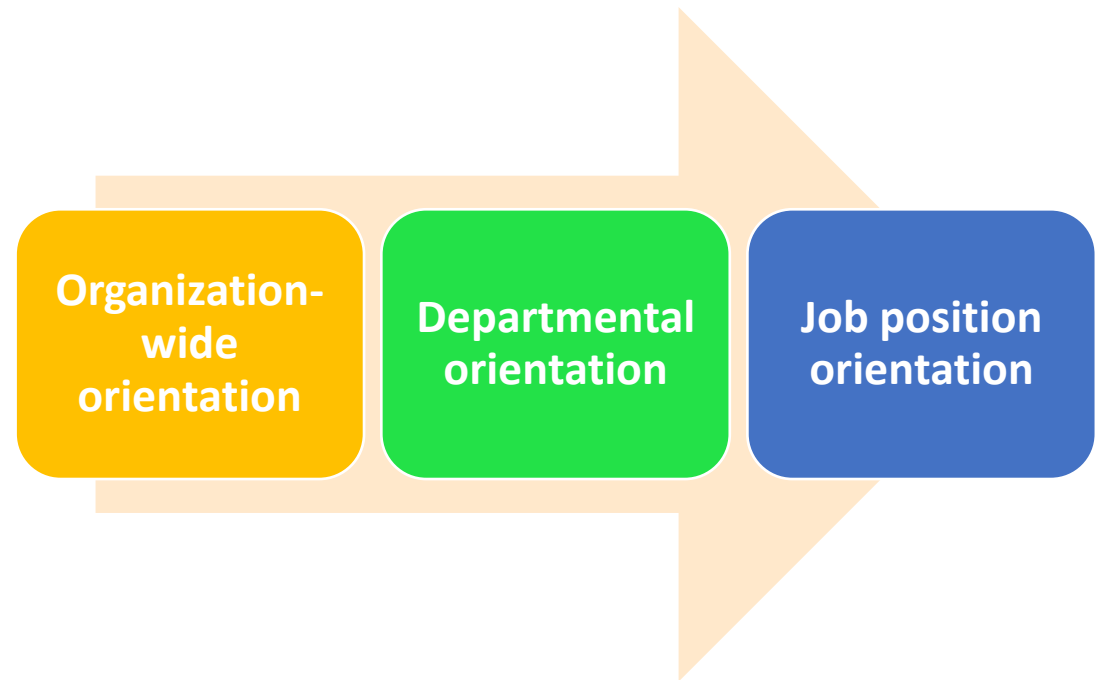 Organization-
wide
orientation
Departmental
orientation
Job position
orientation